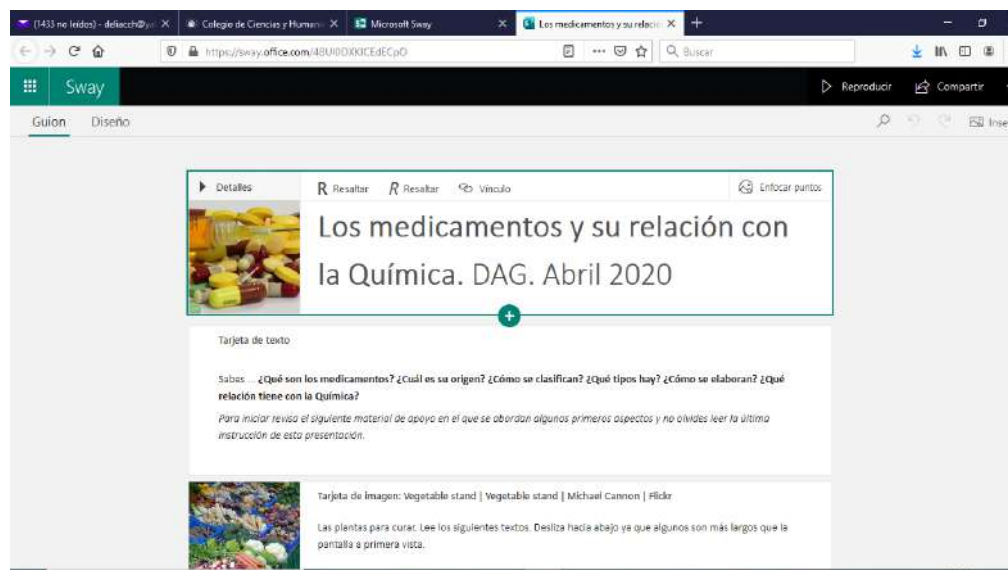 (1433 no leídos) - deliacch@y
Colegio de Ciencias y Humani
Microsoft Sway
Los medicamentos y su relació
https://sway.office.com/
Buscar
Sway
Reproducir
Compartir
Guion
Diseño
Inse
Detalles
R Resaltar
R Resaltar
Vínculo
Enfocar puntos
Los medicamentos y su relación con
la Química. DAG. Abril 2020
Tarjeta de texto
Sabes ... ¿Qué son los medicamentos? ¿Cuál es su origen? ¿Cómo se clasifican? ¿Qué tipos hay? ¿Cómo se elaboran? ¿Qué
relación tiene con la Química?
Para iniciar revisa el siguiente material de apoyo en el que se abordan algunos primeros aspectos y no olvides leer la última
instrucción de esta presentación.
Tarjeta de imagen: Vegetable stand | Vegetable stand | Michael Cannon | Flickr
Las plantas para curar. Lee los siguientes textos. Desliza hacia abajo ya que algunos son más largos que la
pantalla a primera vista.